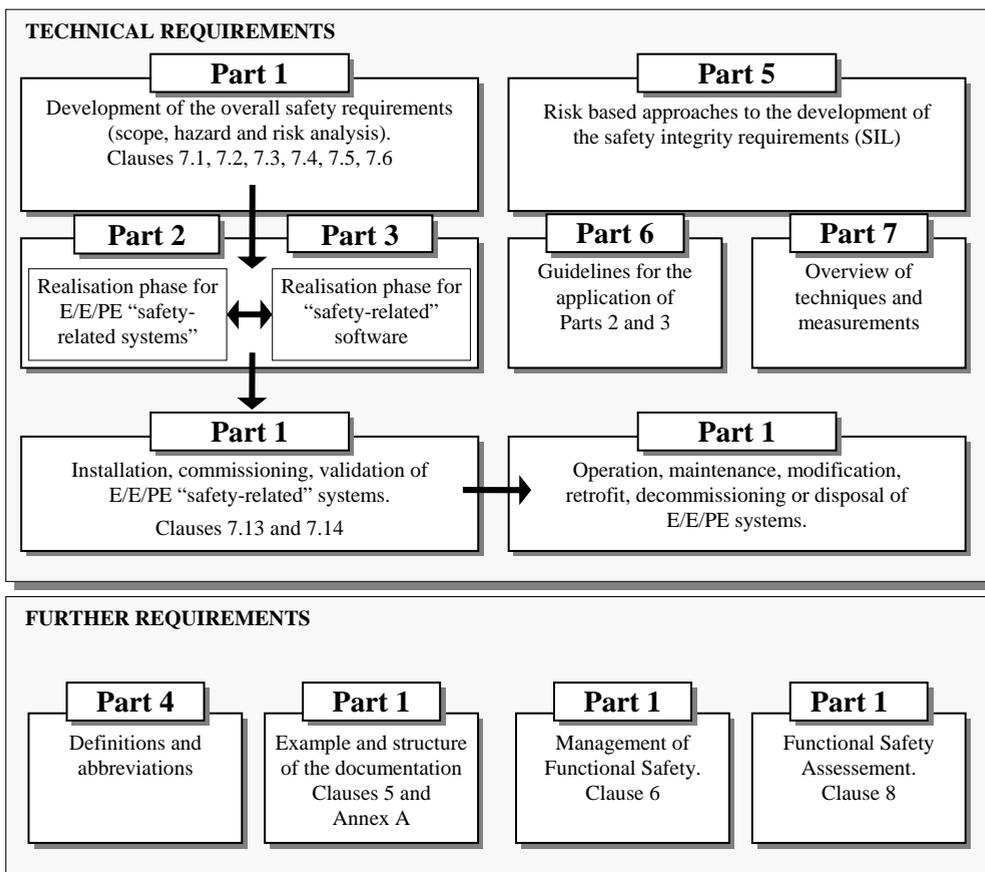 TECHNICAL REQUIREMENTS
Part 1
Development of the overall safety requirements
(scope, hazard and risk analysis).
Clauses 7.1, 7.2, 7.3, 7.4, 7.5, 7.6
Part 5
Risk based approaches to the development of
the safety integrity requirements (SIL)
Part 2
Realisation phase for
E/E/PE “safety-
related systems”
Part 3
Realisation phase for
“safety-related”
software
Part 6
Guidelines for the
application of
Parts 2 and 3
Part 7
Overview of
techniques and
measurements
Part 1
Installation, commissioning, validation of
E/E/PE “safety-related” systems.
Clauses 7.13 and 7.14
Part 1
Operation, maintenance, modification,
retrofit, decommissioning or disposal of
E/E/PE systems.
FURTHER REQUIREMENTS
Part 4
Definitions and
abbreviations
Part 1
Example and structure
of the documentation
Clauses 5 and
Annex A
Part 1
Management of
Functional Safety.
Clause 6
Part 1
Functional Safety
Assessement.
Clause 8